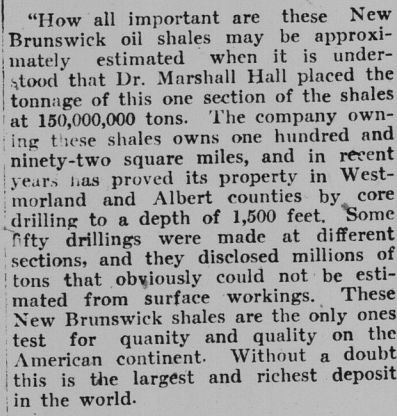 “How all important are these New
Brunswick oil shales may be approxi-
mately estimated when it is under-
stood that Dr. Marshall Hall placed the
tonnage of this one section of the shales
at 150,000,000 tons. The company own-
ing these shales owns one hundred and
ninety-two square miles, and in recent
years has proved its property in West-
morland and Albert counties by core
drilling to a depth of 1,500 feet. Some
fifty drillings were made at different
sections, and they disclosed millions of
tons that obviously could not be esti-
mated from surface workings. These
New Brunswick shales are the only ones
test for quanity and quality on the
American continent. Without a doubt
this is the largest and richest deposit
in the world.